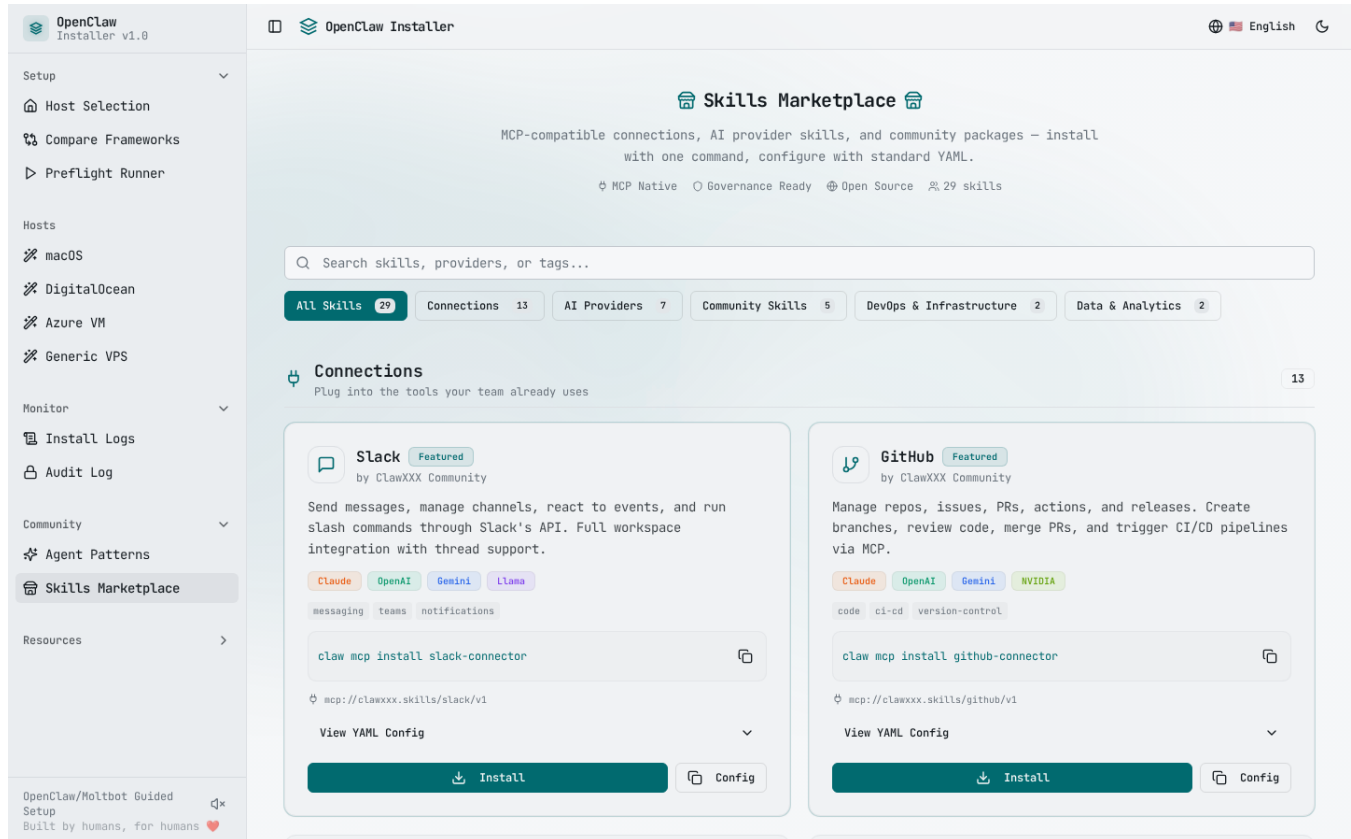 OpenClaw
Installer v1.0
Setup
Host Selection
Compare Frameworks
Preflight Runner
Hosts
macOS
DigitalOcean
Azure VM
Generic VPS
Monitor
Install Logs
Audit Log
Community
Agent Patterns
Skills Marketplace
Resources
OpenClaw/Moltbot Guided
Setup
Built by humans, for humans ❤️
OpenClaw Installer
🇺🇸 English
Skills Marketplace
MCP-compatible connections, AI provider skills, and community packages — install
with one command, configure with standard YAML.
MCP Native Governance Ready Open Source 29 skills
Search skills, providers, or tags...
All Skills 29 Connections 13 AI Providers 7 Community Skills 5 DevOps & Infrastructure 2 Data & Analytics 2
Connections
13
Plug into the tools your team already uses
Slack Featured
by ClawXXX Community
Send messages, manage channels, react to events, and run
slash commands through Slack's API. Full workspace
integration with thread support.
Claude OpenAI Gemini Llama
messaging teams notifications
claw mcp install slack-connector
mcp://clawxxx.skills/slack/v1
View YAML Config
Install Config
GitHub Featured
by ClawXXX Community
Manage repos, issues, PRs, actions, and releases. Create
branches, review code, merge PRs, and trigger CI/CD pipelines
via MCP.
Claude OpenAI Gemini NVIDIA
code ci-cd version-control
claw mcp install github-connector
mcp://clawxxx.skills/github/v1
View YAML Config
Install Config